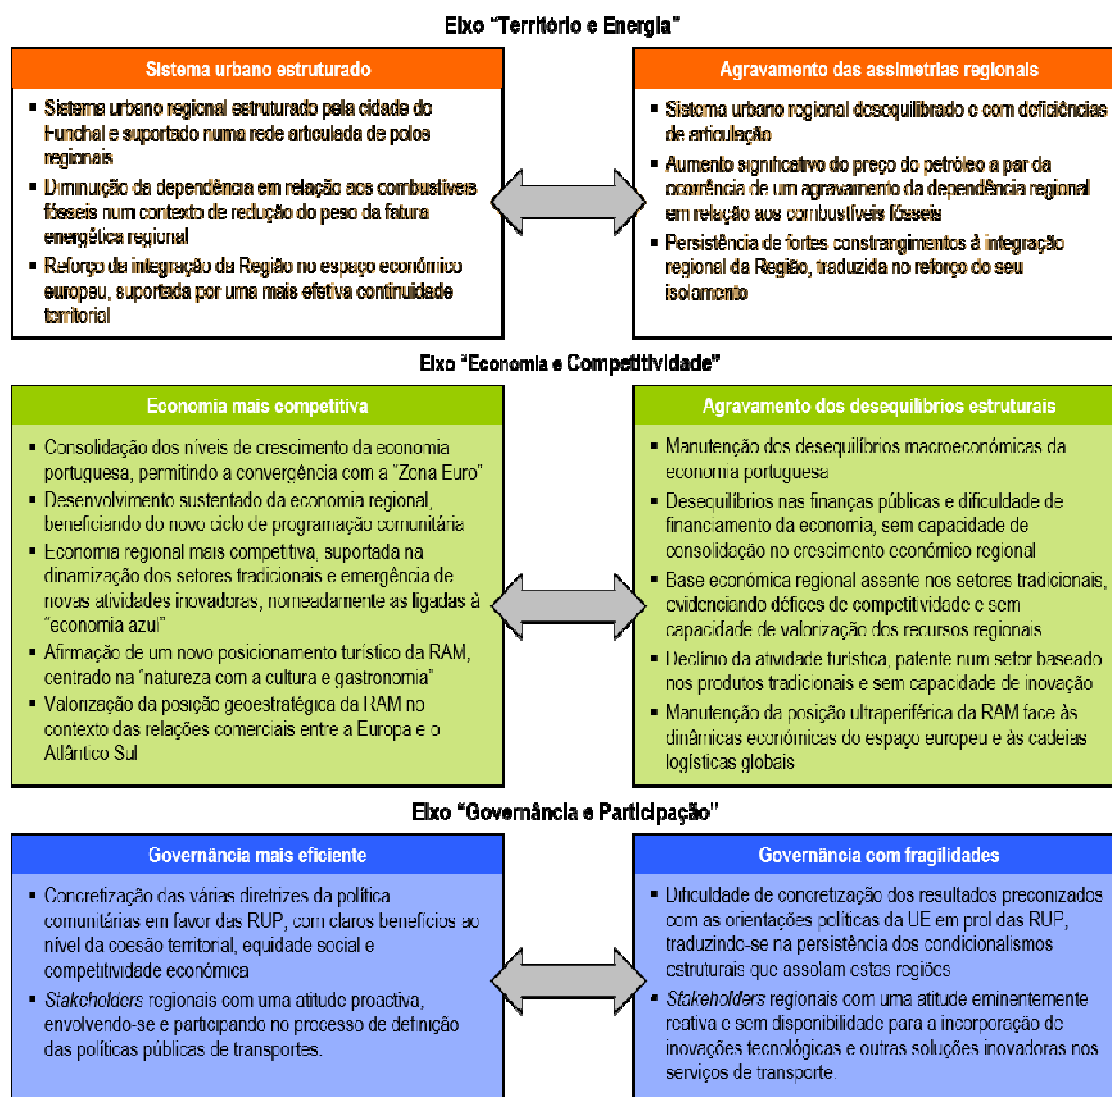 Eixo “Território e Energia”
Sistema urbano estruturado
▪ Sistema urbano regional estruturado pela cidade do
Funchal e suportado numa rede articulada de polos
regionais
▪ Diminuição da dependência em relação aos combustíveis
fósseis num contexto de redução do peso da fatura
energética regional
▪ Reforço da integração da Região no espaço económico
europeu, suportada por uma mais efetiva continuidade
territorial
Agravamento das assimetrias regionais
▪ Sistema urbano regional desequilibrado e com deficiências
de articulação
▪ Aumento significativo do preço do petróleo a par da
ocorrência de um agravamento da dependência regional
em relação aos combustíveis fósseis
▪ Persistência de fortes constrangimentos à integração
regional da Região, traduzida no reforço do seu
isolamento
Eixo “Economia e Competitividade”
Economia mais competitiva
▪ Consolidação dos níveis de crescimento da economia
portuguesa, permitindo a convergência com a “Zona Euro”
▪ Desenvolvimento sustentado da economia regional,
beneficiando do novo ciclo de programação comunitária
▪ Economia regional mais competitiva, suportada na
dinamização dos setores tradicionais e emergência de
novas atividades inovadoras, nomeadamente as ligadas à
“economia azul”
▪ Afirmação de um novo posicionamento turístico da RAM,
centrado na “natureza com a cultura e gastronomia”
▪ Valorização da posição geoestratégica da RAM no
contexto das relações comerciais entre a Europa e o
Atlântico Sul
Agravamento dos desequilíbrios estruturais
▪ Manutenção dos desequilíbrios macroeconómicas da
economia portuguesa
▪ Desequilíbrios nas finanças públicas e dificuldade de
financiamento da economia, sem capacidade de
consolidação no crescimento económico regional
▪ Base económica regional assente nos setores tradicionais,
evidenciando défices de competitividade e sem
capacidade de valorização dos recursos regionais
▪ Declínio da atividade turística, patente num setor baseado
nos produtos tradicionais e sem capacidade de inovação
▪ Manutenção da posição ultraperiférica da RAM face às
dinâmicas económicas do espaço europeu e às cadeias
logísticas globais
Eixo “Governância e Participação”
Governância mais eficiente
▪ Concretização das várias diretrizes da política
comunitárias em favor das RUP, com claros benefícios ao
nível da coesão territorial, equidade social e
competitividade económica
▪ Stakeholders regionais com uma atitude proactiva,
envolvendo-se e participando no processo de definição
das políticas públicas de transportes.
Governância com fragilidades
▪ Dificuldade de concretização dos resultados preconizados
com as orientações políticas da UE em prol das RUP,
traduzindo-se na persistência dos condicionalismos
estruturais que assolam estas regiões
▪ Stakeholders regionais com uma atitude eminentemente
reativa e sem disponibilidade para a incorporação de
inovações tecnológicas e outras soluções inovadoras nos
serviços de transporte.